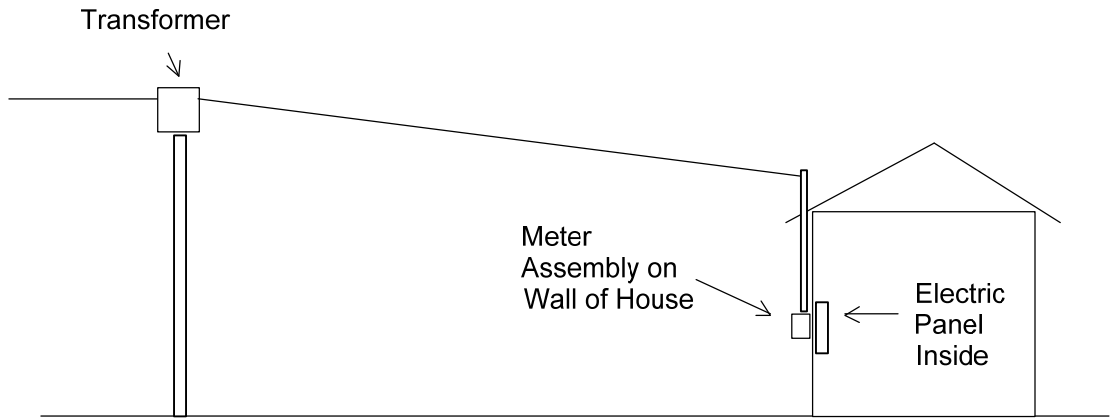 Transformer
Meter
Assembly on
Wall of House
Electric
Panel
Inside